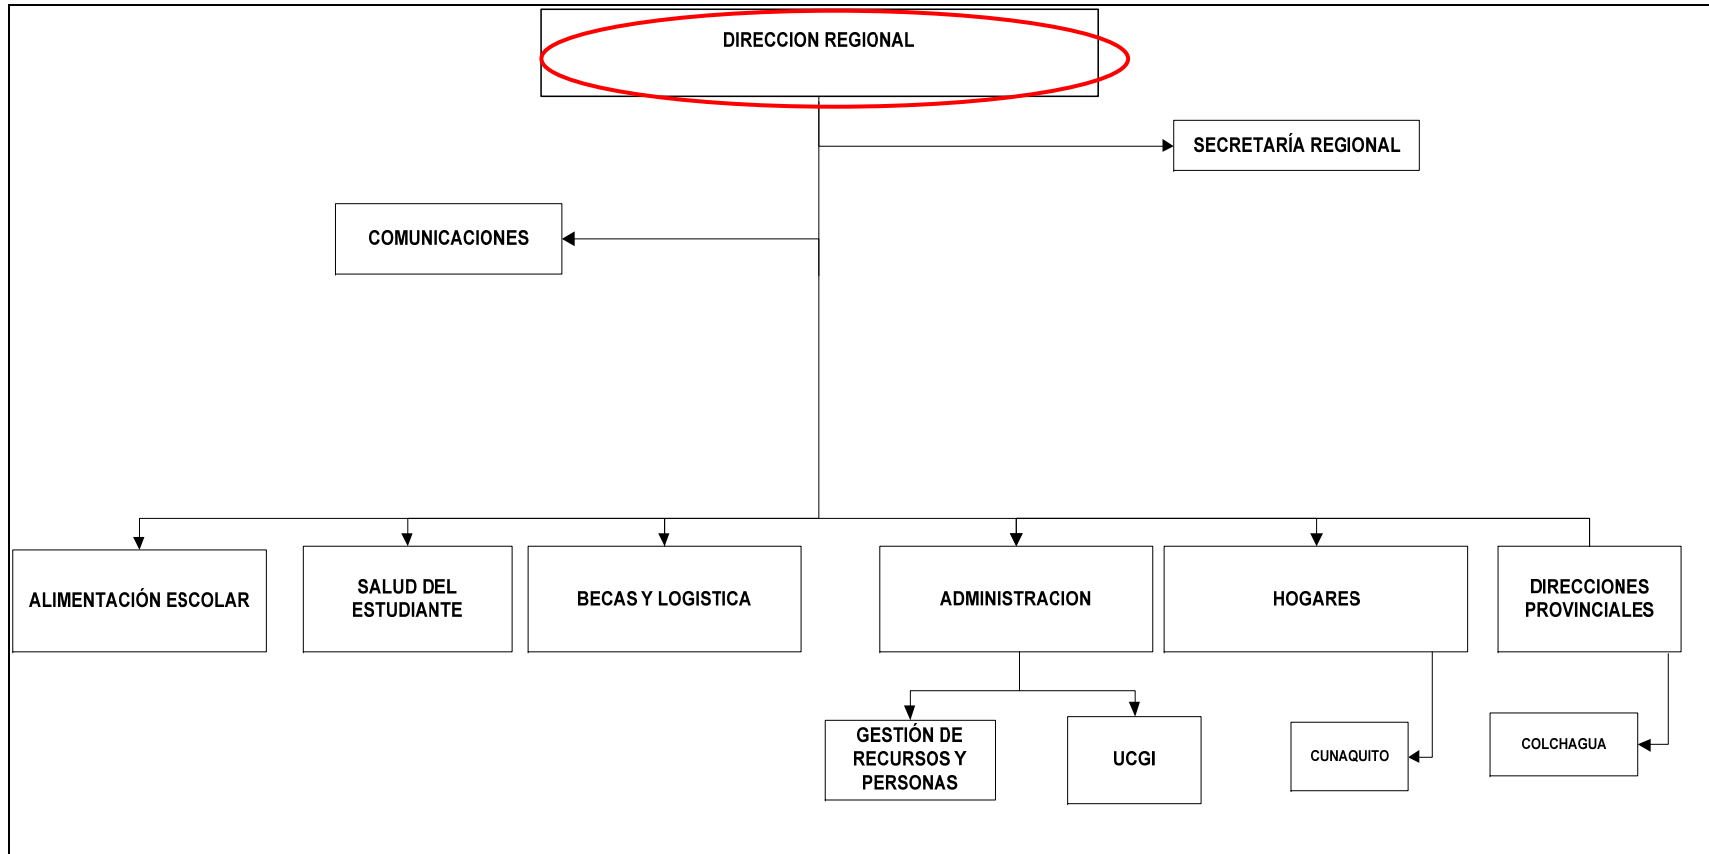 DIRECCION REGIONAL
SECRETARÍA REGIONAL
COMUNICACIONES
ALIMENTACIÓN ESCOLAR
SALUD DEL
ESTUDIANTE
BECAS Y LOGISTICA
ADMINISTRACION
HOGARES
DIRECCIONES
PROVINCIALES
GESTIÓN DE
RECURSOS Y
PERSONAS
UCGI
CUNAQUITO
COLCHAGUA